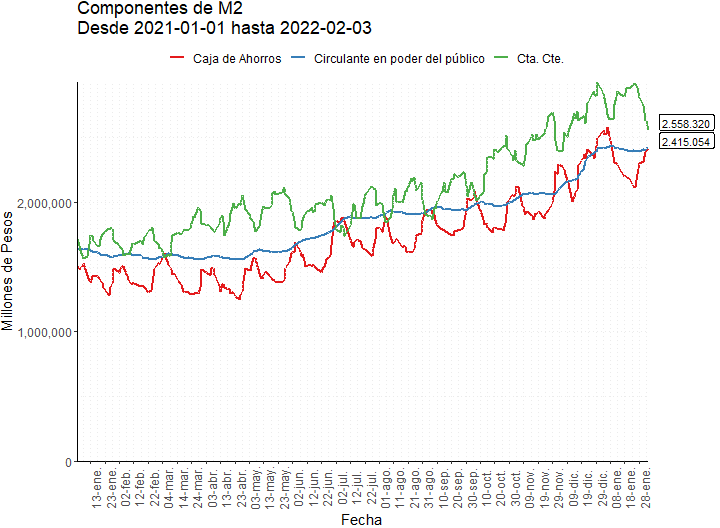 Componentes de M2
Desde 2021-01-01 hasta 2022-02-03
Caja de Ahorros Circulante en poder del público Cta. Cte.
2.558.320
2.415.054
2,000,000
1,000,000
0
Millones de Pesos
13-ene. 23-ene. 02-feb. 12-feb. 22-feb. 04-mar. 14-mar. 24-mar. 03-abr. 13-abr. 23-abr. 03-may. 13-may. 23-may. 02-jun. 12-jun. 22-jun. 02-jul. 12-jul. 22-jul. 01-ago. 11-ago. 21-ago. 31-ago. 10-sep. 20-sep. 30-sep. 10-oct. 20-oct. 30-oct. 09-nov. 19-nov. 29-nov. 09-dic. 19-dic. 29-dic. 08-ene. 18-ene. 28-ene.
Fecha